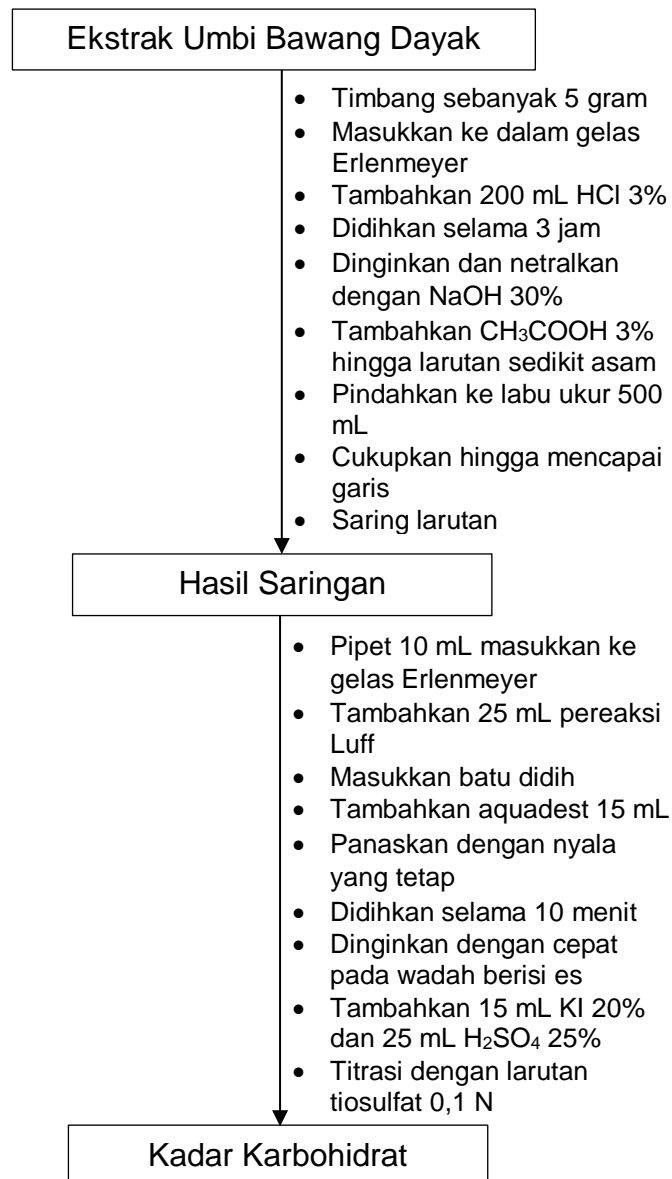 Ekstrak Umbi Bawang Dayak
• Timbang sebanyak 5 gram
• Masukkan ke dalam gelas
Erlenmeyer
• Tambahkan 200 mL HCl 3%
• Didihkan selama 3 jam
• Dinginkan dan netralkan
dengan NaOH 30%
• Tambahkan CH₃COOH 3%
hingga larutan sedikit asam
• Pindahkan ke labu ukur 500
mL
• Cukupkan hingga mencapai
garis
• Saring larutan
Hasil Saringan
• Pipet 10 mL masukkan ke
gelas Erlenmeyer
• Tambahkan 25 mL pereaksi
Luff
• Masukkan batu didih
• Tambahkan aquadest 15 mL
• Panaskan dengan nyala
yang tetap
• Didihkan selama 10 menit
• Dinginkan dengan cepat
pada wadah berisi es
• Tambahkan 15 mL KI 20%
dan 25 mL H₂SO₄ 25%
• Titrasi dengan larutan
tiosulfat 0,1 N
Kadar Karbohidrat